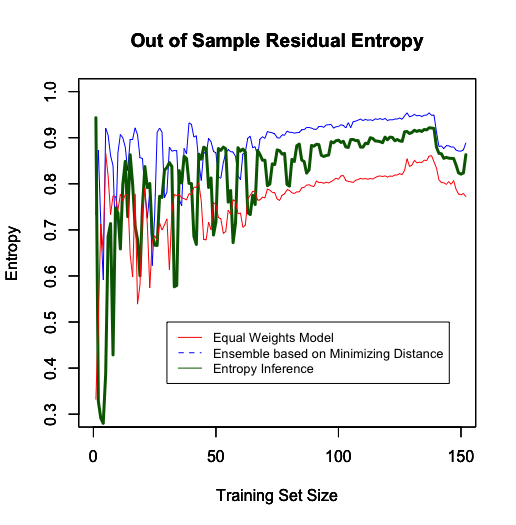 Out of Sample Residual Entropy
1.0
0.9
0.8
0.7
0.6
0.5
0.4
0.3
Entropy
Equal Weights Model
Ensemble based on Minimizing Distance
Entropy Inference
0 50 100 150
Training Set Size